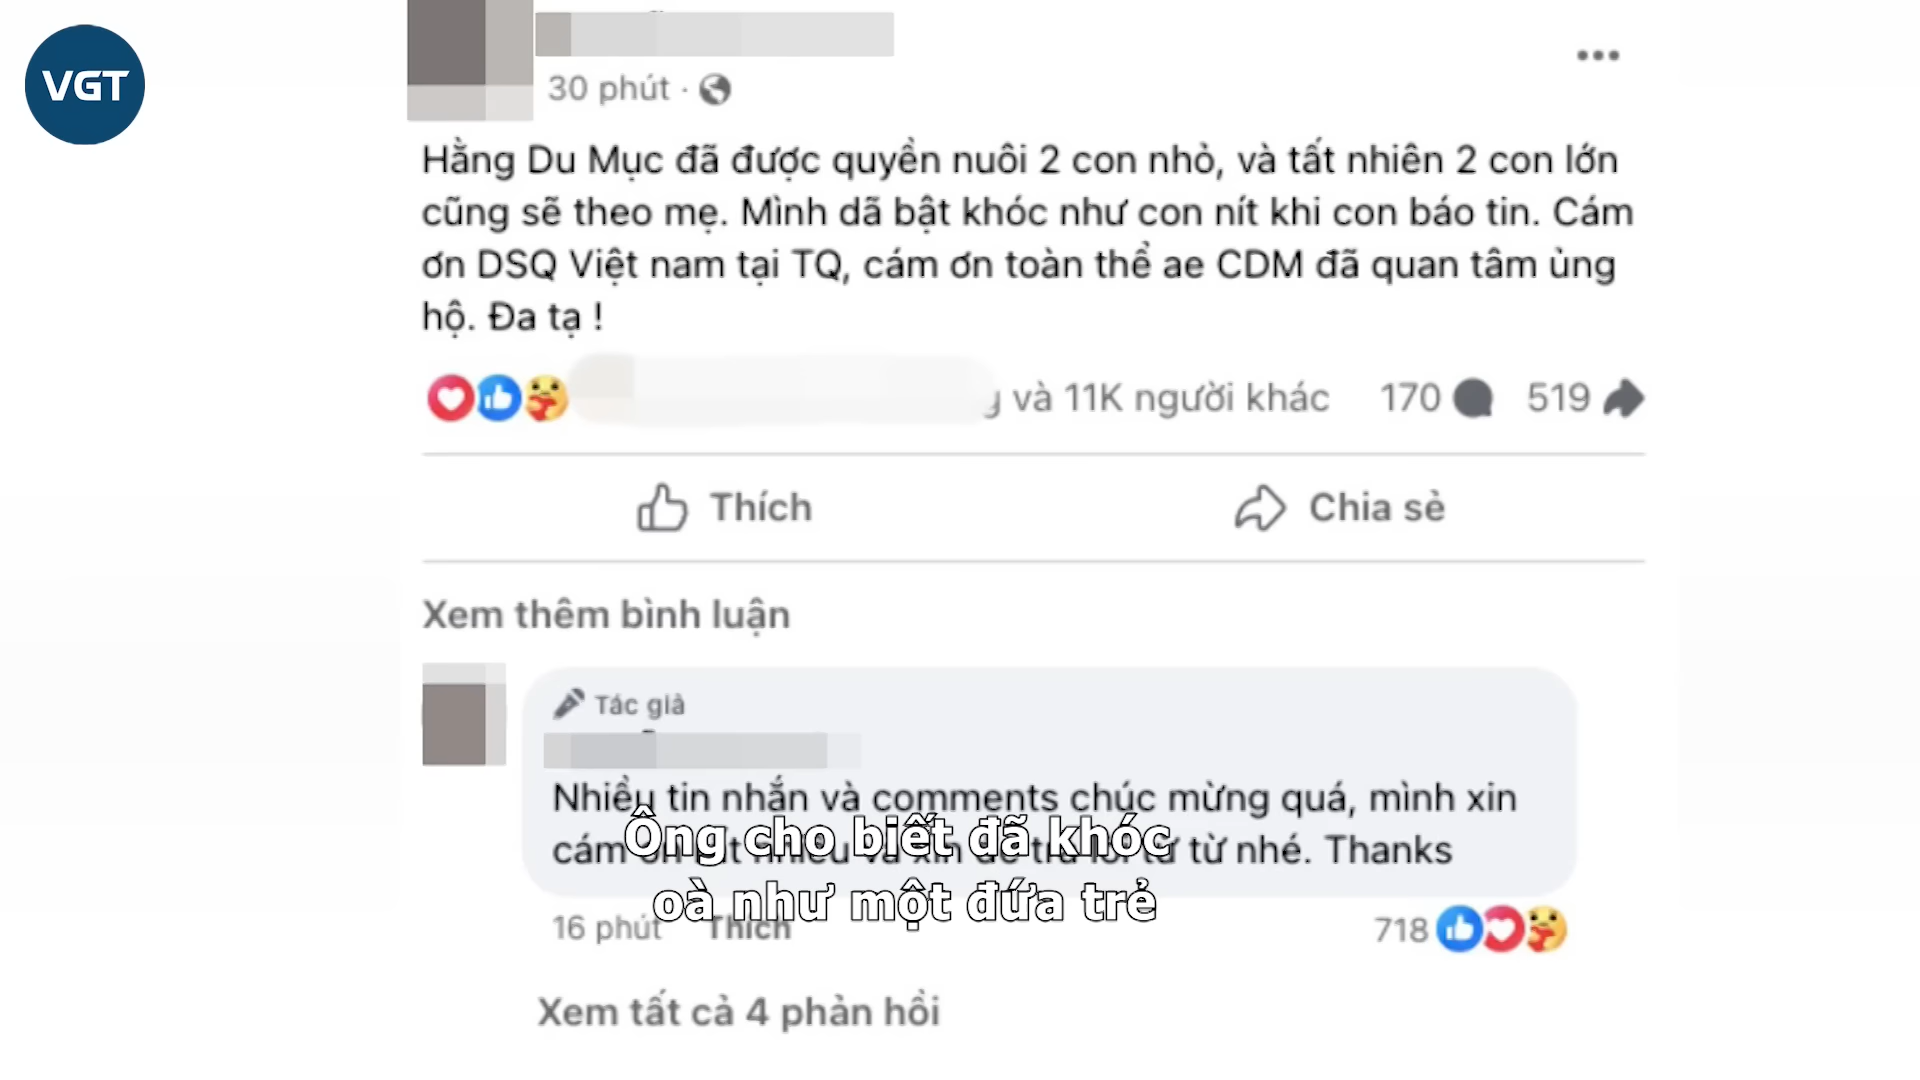 VGT
30 phút ·
Hằng Du Mục đã được quyền nuôi 2 con nhỏ, và tất nhiên 2 con lớn
cũng sẽ theo mẹ. Mình dã bật khóc như con nít khi con báo tin. Cám
ơn DSQ Việt nam tại TQ, cám ơn toàn thể ae CDM đã quan tâm ủng
hộ. Đa tạ !
và 11K người khác 170 519
Thích Chia sẻ
Xem thêm bình luận
Tác giả
Nhiều tin nhắn và comments chúc mừng quá, mình xin
cám từ nhé. Thanks
Ông cho biết đã khóc
oà như một đứa trẻ
16 phút Thích 718
Xem tất cả 4 phản hồi